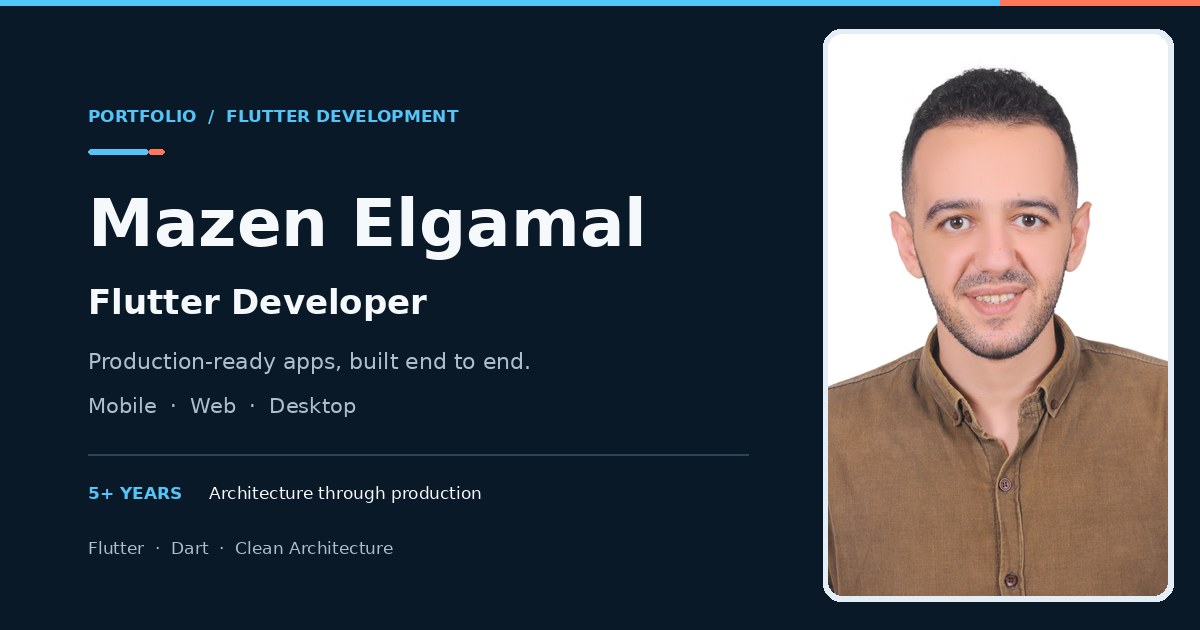 PORTFOLIO / FLUTTER DEVELOPMENT
Mazen Elgamal
Flutter Developer
Production-ready apps, built end to end.
Mobile · Web · Desktop
5+ YEARS Architecture through production
Flutter · Dart · Clean Architecture